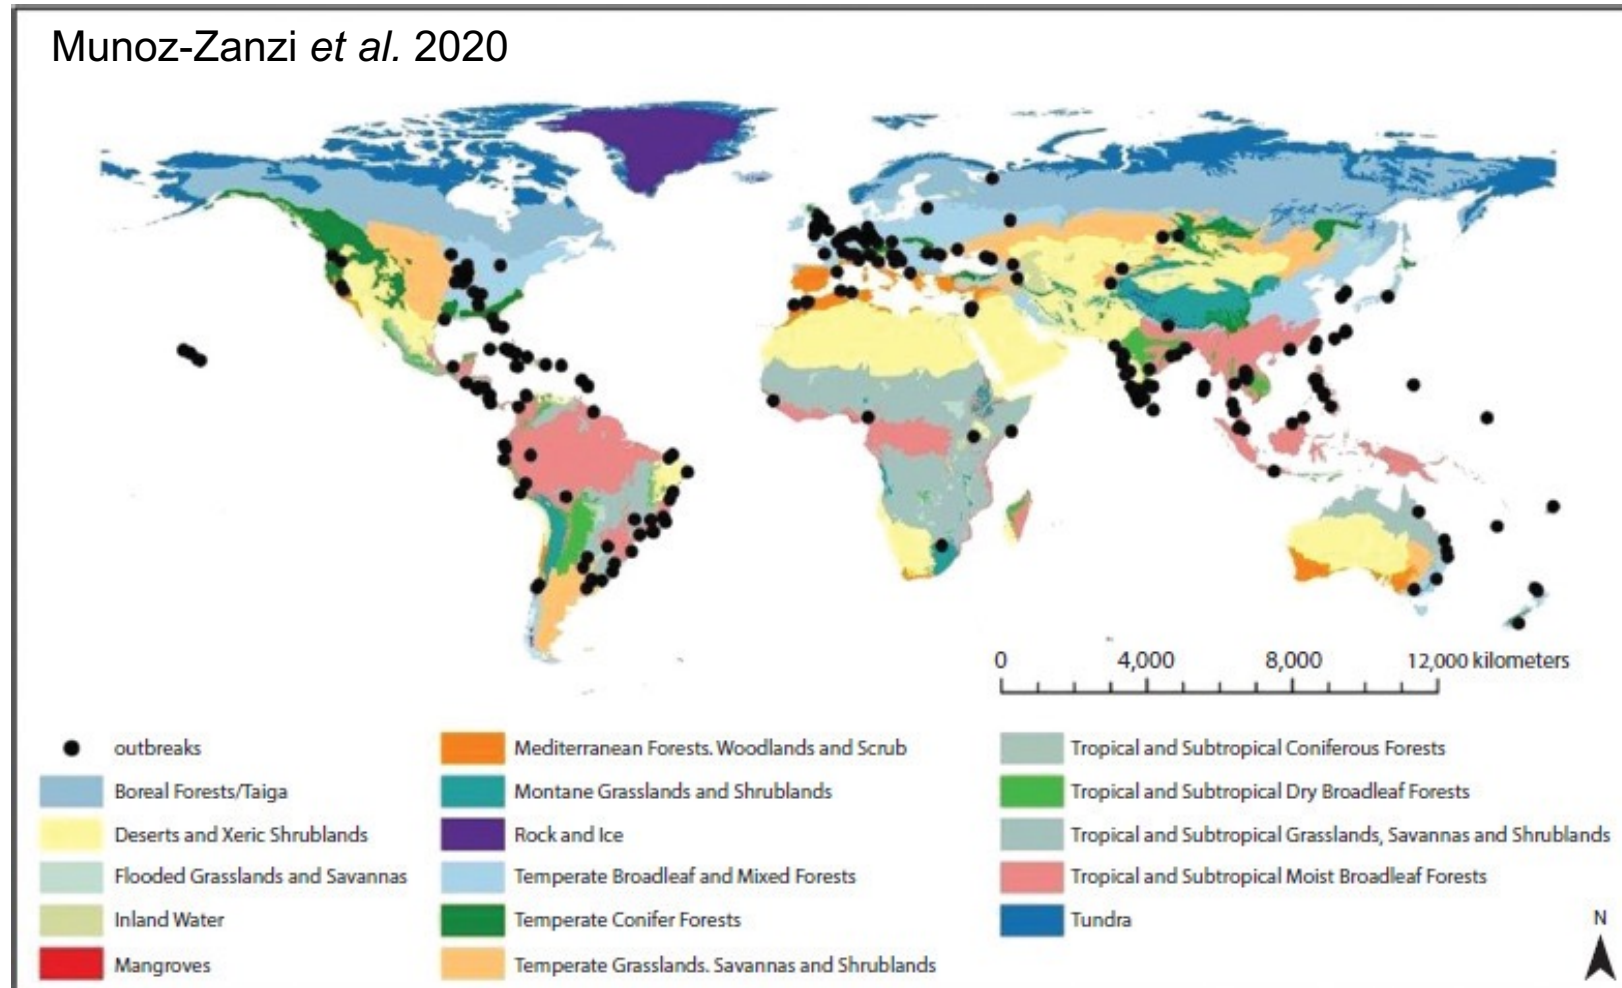 Munoz-Zanzi et al. 2020
0 4,000 8,000 12,000 kilometers
outbreaks
Boreal Forests/Taiga
Deserts and Xeric Shrublands
Flooded Grasslands and Savannas
Inland Water
Mangroves
Mediterranean Forests. Woodlands and Scrub
Montane Grasslands and Shrublands
Rock and Ice
Temperate Broadleaf and Mixed Forests
Temperate Conifer Forests
Temperate Grasslands. Savannas and Shrublands
Tropical and Subtropical Coniferous Forests
Tropical and Subtropical Dry Broadleaf Forests
Tropical and Subtropical Grasslands, Savannas and Shrublands
Tropical and Subtropical Moist Broadleaf Forests
Tundra
N